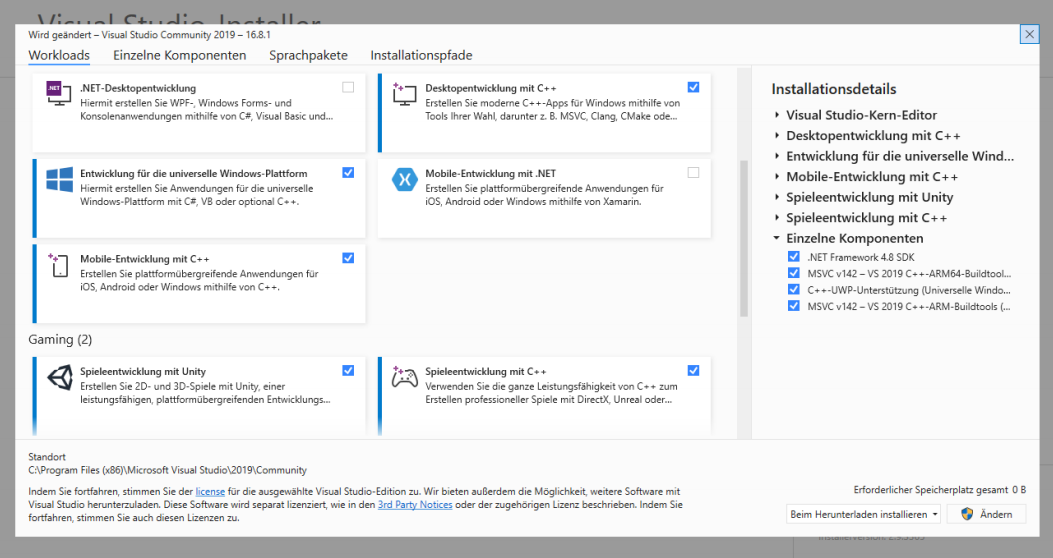 Visual Studio Installer
Wird geändert – Visual Studio Community 2019 – 16.8.1
Workloads Einzelne Komponenten Sprachpakete Installationspfade
.NET
.NET-Desktopentwicklung
Hiermit erstellen Sie WPF-, Windows Forms- und
Konsolenanwendungen mithilfe von C#, Visual Basic und...
Desktopentwicklung mit C++
Erstellen Sie moderne C++-Apps für Windows mithilfe von
Tools Ihrer Wahl, darunter z. B. MSVC, Clang, CMake ode...
Entwicklung für die universelle Windows-Plattform
Hiermit erstellen Sie Anwendungen für die universelle
Windows-Plattform mit C#, VB oder optional C++.
Mobile-Entwicklung mit .NET
Erstellen Sie plattformübergreifende Anwendungen für
iOS, Android oder Windows mithilfe von Xamarin.
Mobile-Entwicklung mit C++
Erstellen Sie plattformübergreifende Anwendungen für
iOS, Android oder Windows mithilfe von C++.
Gaming (2)
Spieleentwicklung mit Unity
Erstellen Sie 2D- und 3D-Spiele mit Unity, einer
leistungsfähigen, plattformübergreifenden Entwicklungs...
Spieleentwicklung mit C++
Verwenden Sie die ganze Leistungsfähigkeit von C++ zum
Erstellen professioneller Spiele mit DirectX, Unreal oder...
Installationsdetails
Visual Studio-Kern-Editor
Desktopentwicklung mit C++
Entwicklung für die universelle Wind...
Mobile-Entwicklung mit C++
Spieleentwicklung mit Unity
Spieleentwicklung mit C++
Einzelne Komponenten
.NET Framework 4.8 SDK
MSVC v142 – VS 2019 C++-ARM64-Buildtool...
C++-UWP-Unterstützung (Universelle Windo...
MSVC v142 – VS 2019 C++-ARM-Buildtools (...
Standort
C:\Program Files (x86)\Microsoft Visual Studio\2019\Community
Indem Sie fortfahren, stimmen Sie der license für die ausgewählte Visual Studio-Edition zu. Wir bieten außerdem die Möglichkeit, weitere Software mit
Visual Studio herunterzuladen. Diese Software wird separat lizenziert, wie in den 3rd Party Notices oder der zugehörigen Lizenz beschrieben. Indem Sie
fortfahren, stimmen Sie auch diesen Lizenzen zu.
Erforderlicher Speicherplatz gesamt 0 B
Beim Herunterladen installieren
Ändern